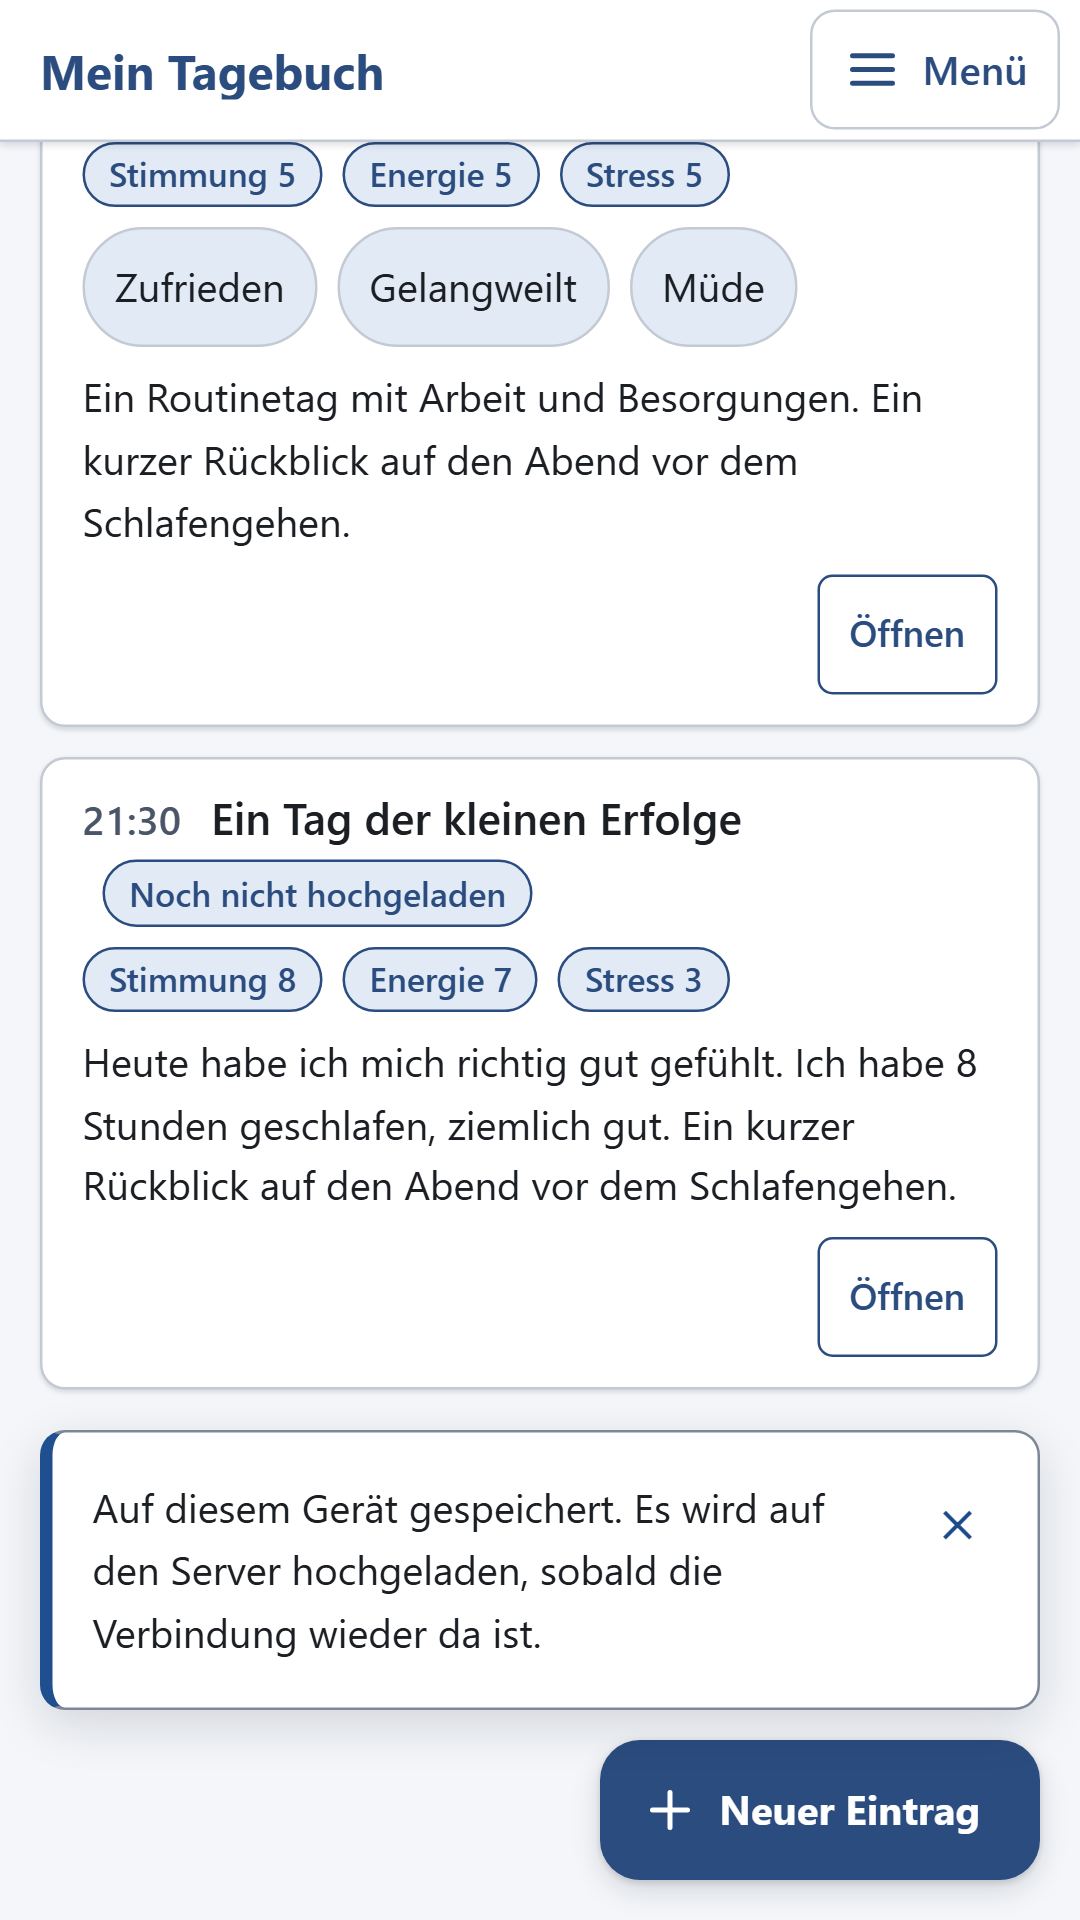 Mein Tagebuch
Menü
Stimmung 5 Energie 5 Stress 5
Zufrieden Gelangweilt Müde
Ein Routinetag mit Arbeit und Besorgungen. Ein
kurzer Rückblick auf den Abend vor dem
Schlafengehen.
Öffnen
21:30 Ein Tag der kleinen Erfolge
Noch nicht hochgeladen
Stimmung 8 Energie 7 Stress 3
Heute habe ich mich richtig gut gefühlt. Ich habe 8
Stunden geschlafen, ziemlich gut. Ein kurzer
Rückblick auf den Abend vor dem Schlafengehen.
Öffnen
Auf diesem Gerät gespeichert. Es wird auf
den Server hochgeladen, sobald die
Verbindung wieder da ist.
Neuer Eintrag